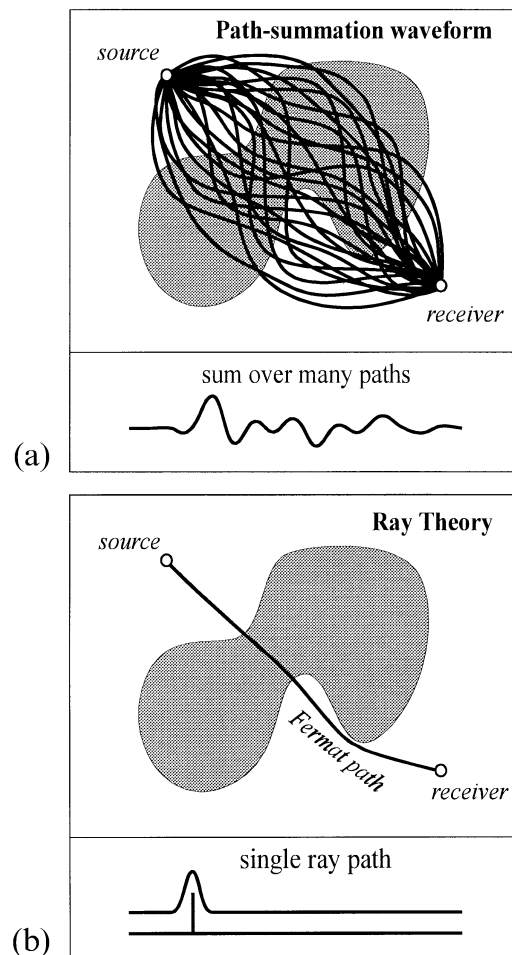 Path-summation waveform
source
receiver
sum over many paths
(a)
Ray Theory
source
Fermat path
receiver
single ray path
(b)